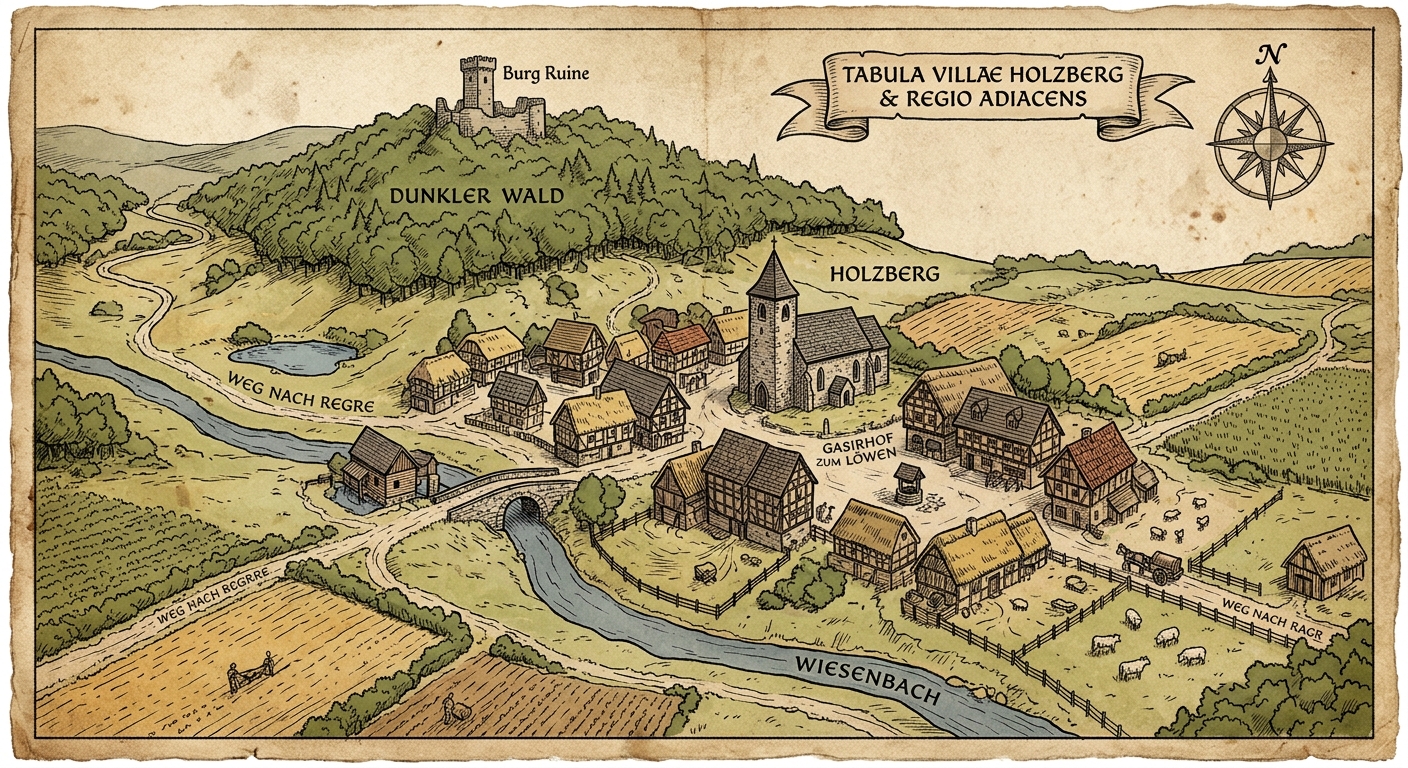 N
TABULA VILLAE HOLZBERG
& REGIO ADIACENS
Burg Ruine
DUNKLER WALD
HOLZBERG
WEG NACH REGRE
GASIRHOF
ZUM LÖWEN
WEG NACH BEGRRE
WEG NACH RAGR
WIESENBACH